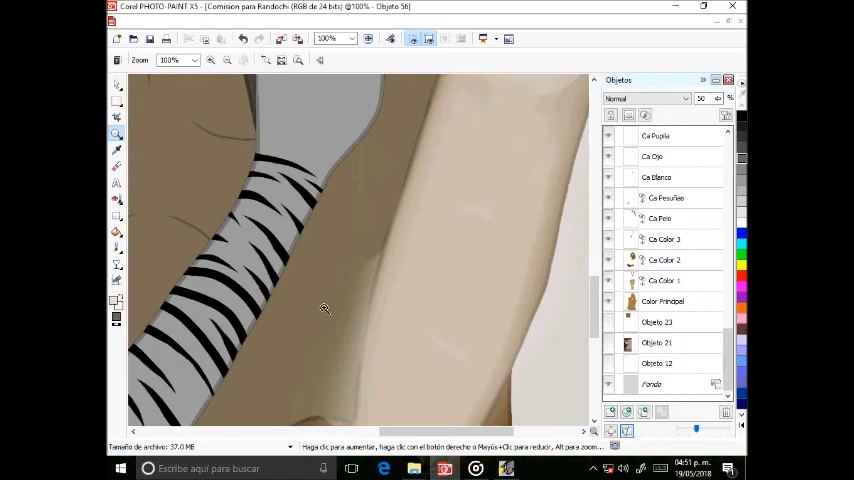 Corel PHOTO-PAINT X5 - [Comision para Randochi (RGB de 24 bits) @100% - Objeto 56]
100%
Zoom 100%
Objetos
Normal 50 %
Ca Pupila
Ca Ojo
Ca Blanco
Ca Pesuñas
Ca Pelo
Ca Color 3
Ca Color 2
Ca Color 1
Color Principal
Objeto 23
Objeto 21
Objeto 12
Fondo
Tamaño de archivo: 37.0 MB
Haga clic para aumentar, haga clic con el botón derecho o Mayús+Clic para reducir, Alt para zoom...
Escribe aquí para buscar
04:51 p. m.
19/05/2018